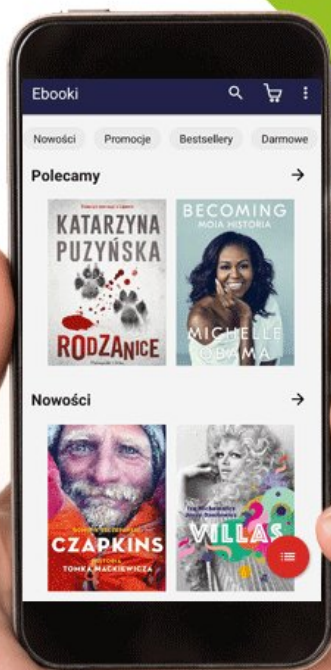 Ebooki
Nowości Promocje Bestsellery Darmowe
Polecamy
KATARZYNA
PUZYŃSKA
RODZANICE
BECOMING
MOJA HISTORIA
MICHELLE
OBAMA
Nowości
CZAPKINS
HISTORIA
TOMKA MACKIEWICZA
VILLAS